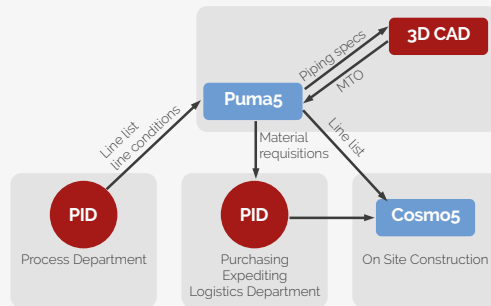 3D CAD
Piping specs
MTO
Puma5
Line list
line conditions
Material
requisitions
Line list
PID
Process Department
PID
Purchasing
Expediting
Logistics Department
Cosmo5
On Site Construction